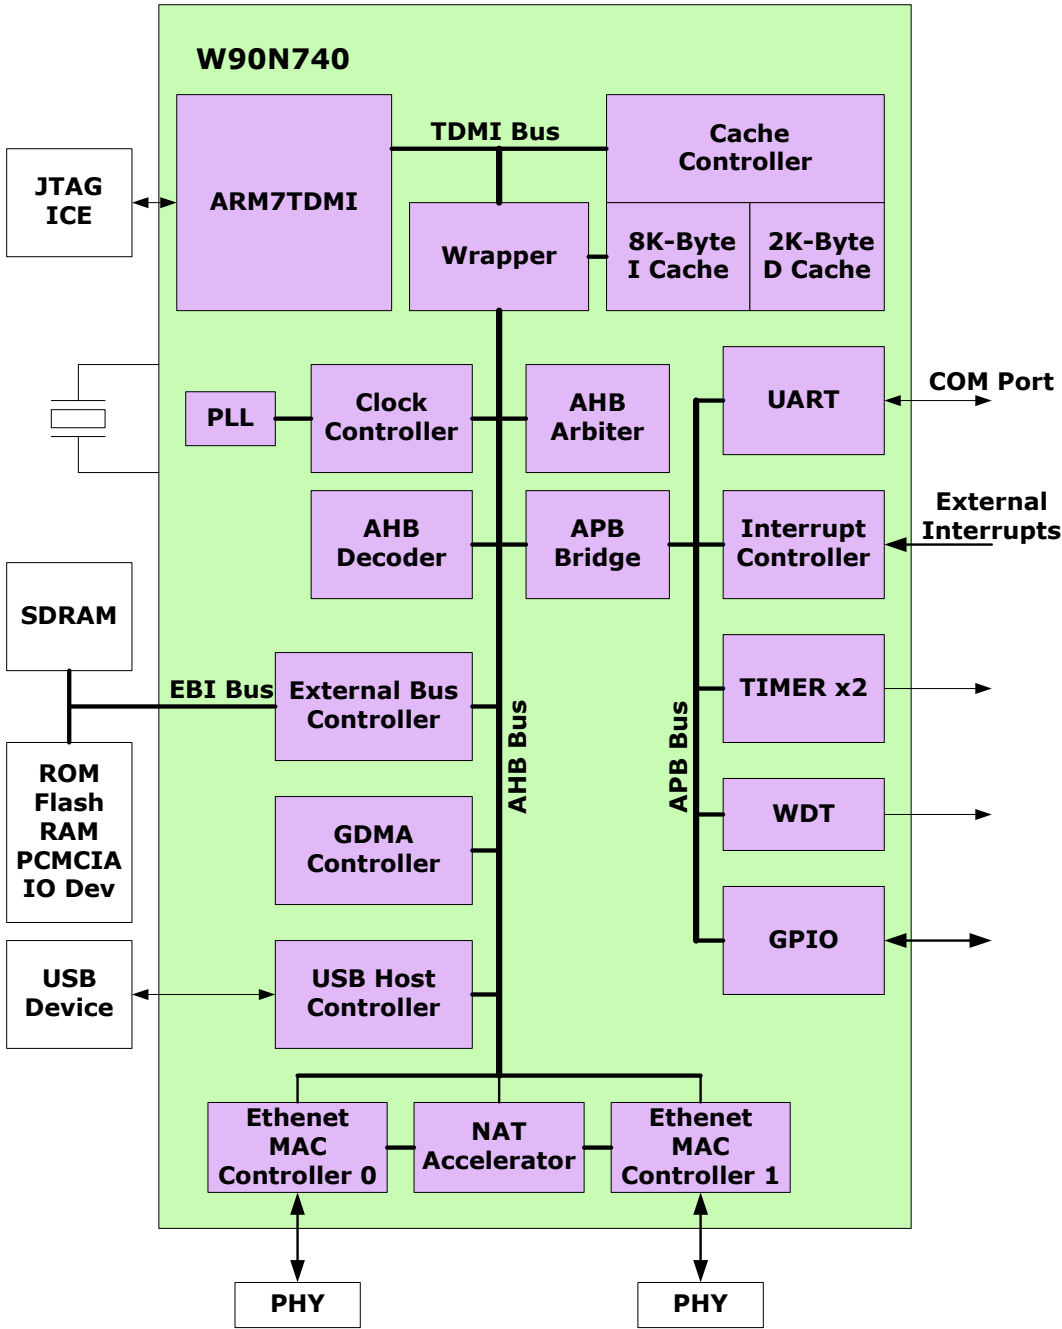 W90N740
TDMI Bus
Cache
Controller
JTAG
ICE
ARM7TDMI
Wrapper
8K-Byte
I Cache
2K-Byte
D Cache
PLL
Clock
Controller
AHB
Arbiter
UART
COM Port
AHB
Decoder
APB
Bridge
Interrupt
Controller
External
Interrupts
SDRAM
EBI Bus
External Bus
Controller
AHB Bus
APB Bus
TIMER x2
ROM
Flash
RAM
PCMCIA
IO Dev
GDMA
Controller
WDT
GPIO
USB
Device
USB Host
Controller
Ethenet
MAC
Controller 0
NAT
Accelerator
Ethenet
MAC
Controller 1
PHY
PHY